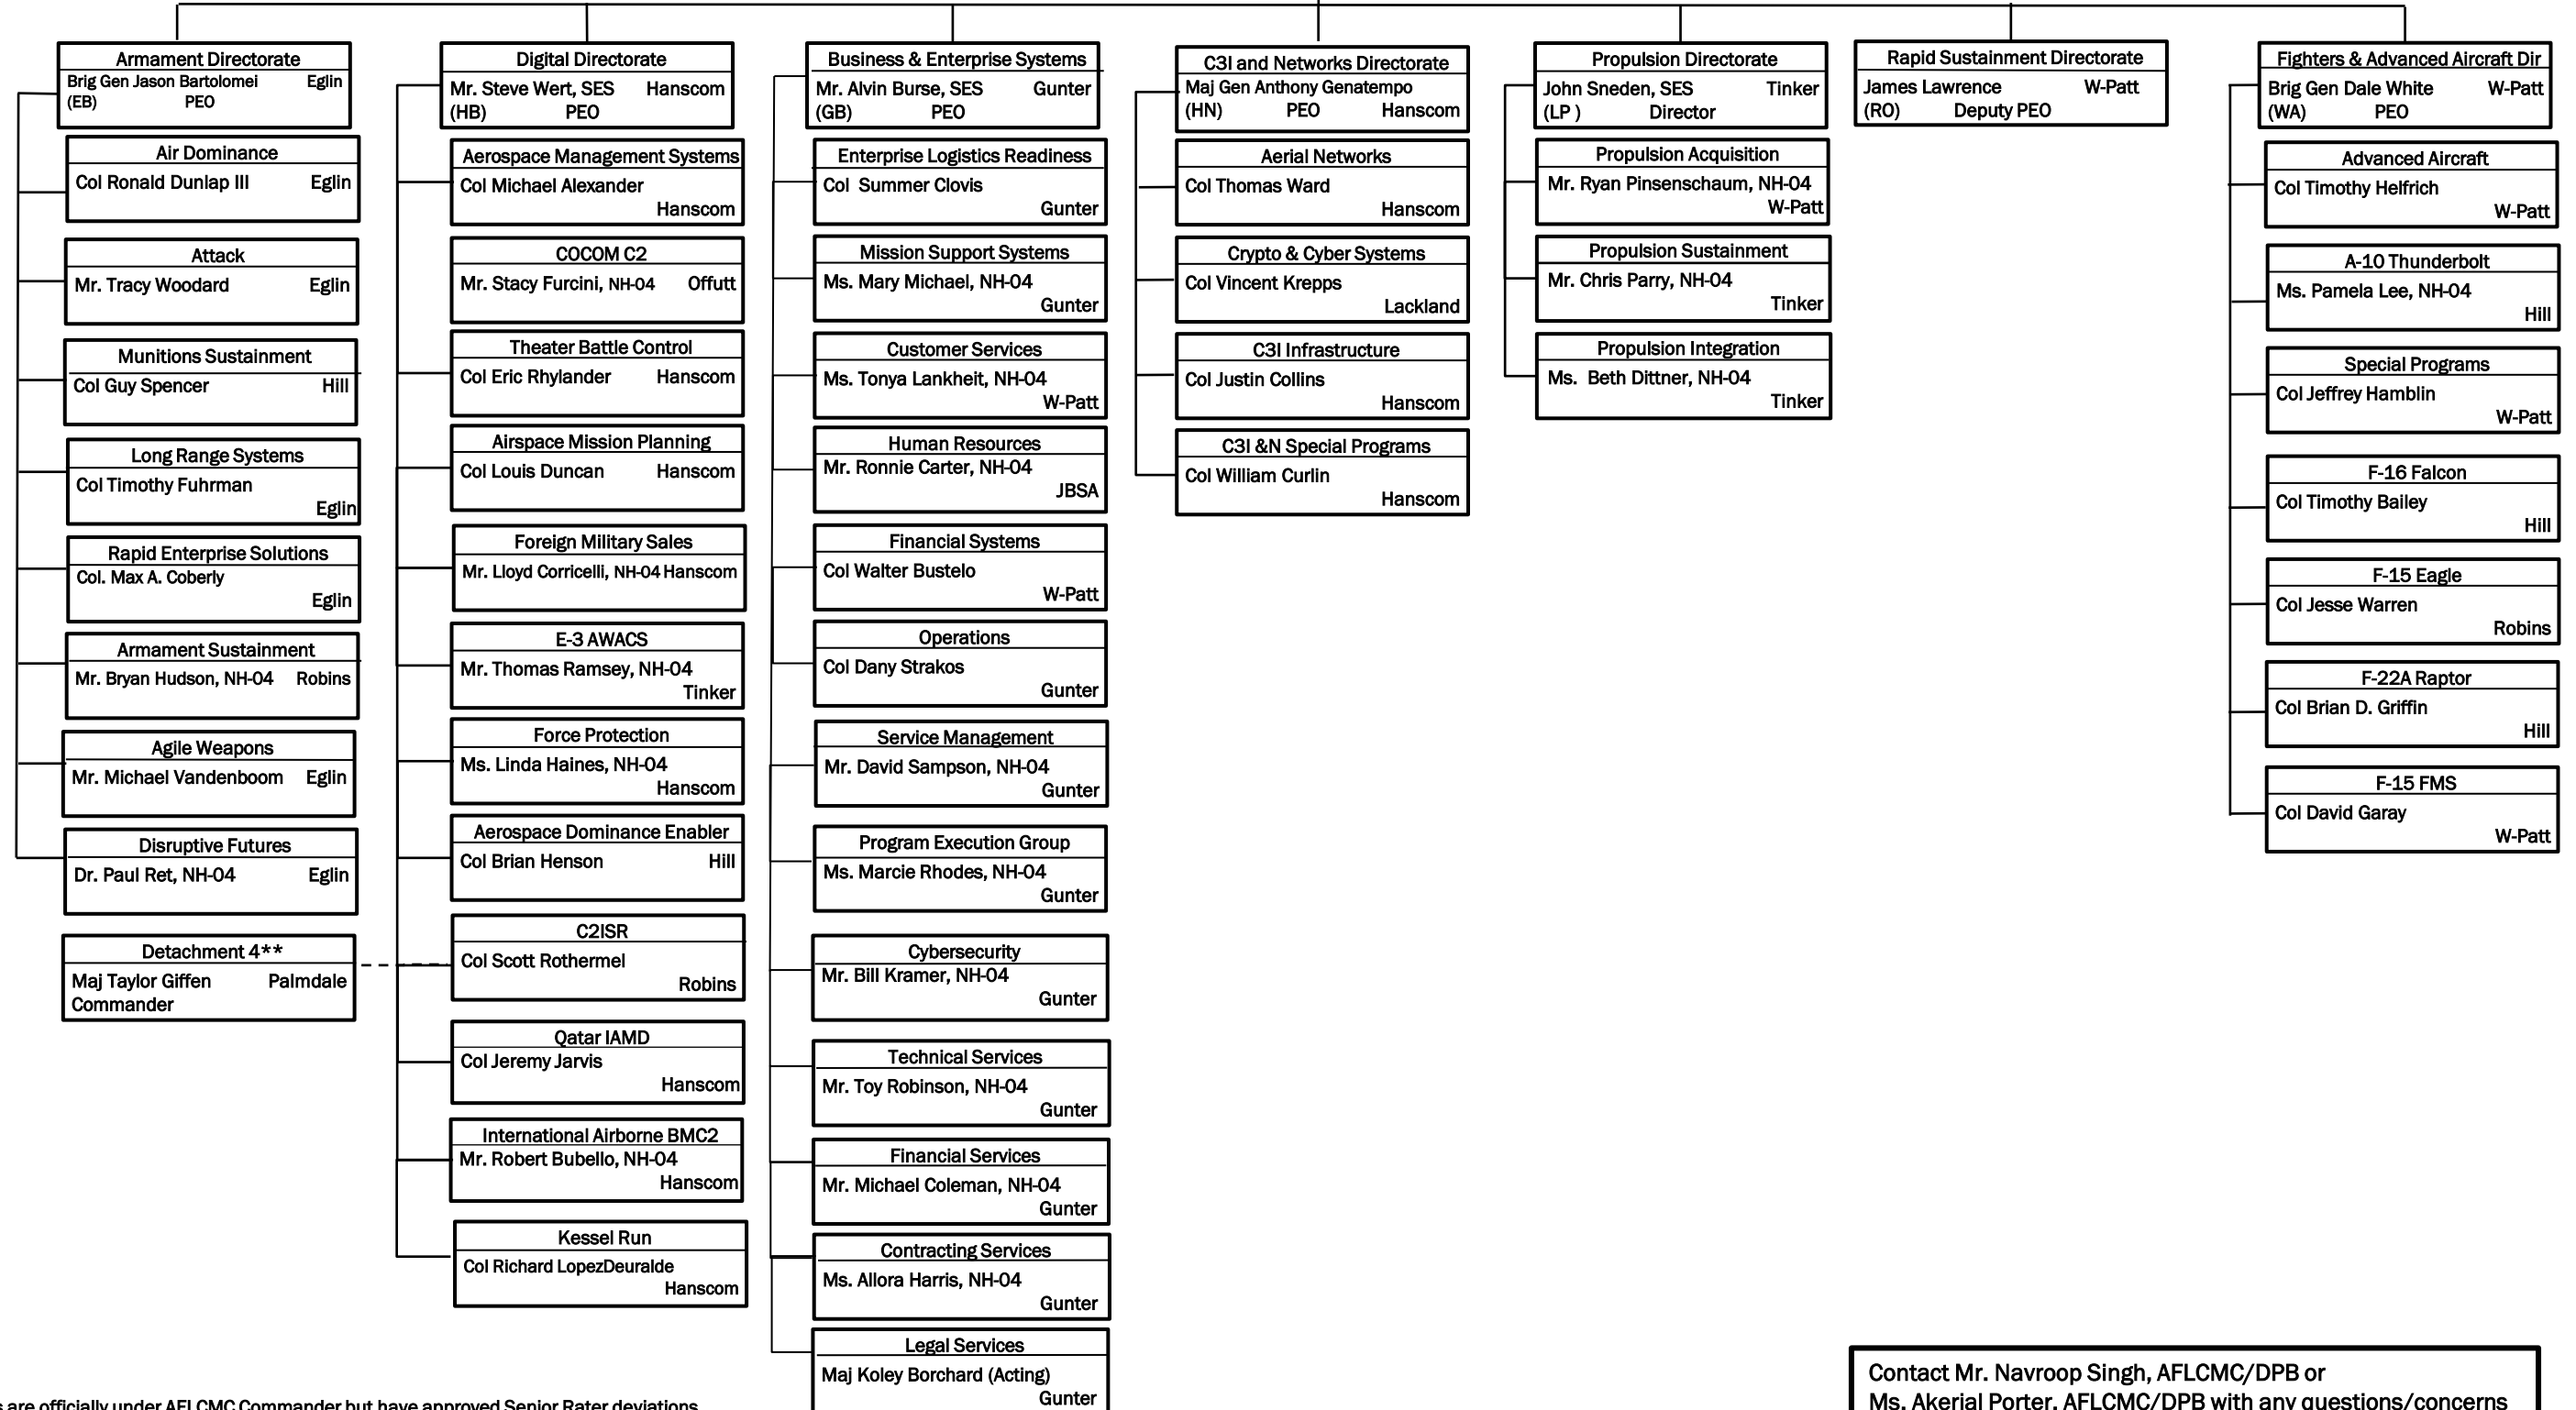 Armament Directorate
Brig Gen Jason Bartolomei Eglin
(EB) PEO
Air Dominance
Col Ronald Dunlap III Eglin
Attack
Mr. Tracy Woodard Eglin
Munitions Sustainment
Col Guy Spencer Hill
Long Range Systems
Col Timothy Fuhrman
Eglin
Rapid Enterprise Solutions
Col. Max A. Coberly
Eglin
Armament Sustainment
Mr. Bryan Hudson, NH-04 Robins
Agile Weapons
Mr. Michael Vandenboom Eglin
Disruptive Futures
Dr. Paul Ret, NH-04 Eglin
Detachment 4**
Maj Taylor Giffen Palmdale
Commander
Digital Directorate
Mr. Steve Wert, SES Hanscom
(HB) PEO
Aerospace Management Systems
Col Michael Alexander
Hanscom
COCOM C2
Mr. Stacy Furcini, NH-04 Offutt
Theater Battle Control
Col Eric Rhylander Hanscom
Airspace Mission Planning
Col Louis Duncan Hanscom
Foreign Military Sales
Mr. Lloyd Corricelli, NH-04 Hanscom
E-3 AWACS
Mr. Thomas Ramsey, NH-04
Tinker
Force Protection
Ms. Linda Haines, NH-04
Hanscom
Aerospace Dominance Enabler
Col Brian Henson Hill
C2ISR
Col Scott Rothermel
Robins
Qatar IAMD
Col Jeremy Jarvis
Hanscom
International Airborne BMC2
Mr. Robert Bubello, NH-04
Hanscom
Kessel Run
Col Richard LopezDeuralde
Hanscom
Business & Enterprise Systems
Mr. Alvin Burse, SES Gunter
(GB) PEO
Enterprise Logistics Readiness
Col Summer Clovis
Gunter
Mission Support Systems
Ms. Mary Michael, NH-04
Gunter
Customer Services
Ms. Tonya Lankheit, NH-04
W-Patt
Human Resources
Mr. Ronnie Carter, NH-04
JBSA
Financial Systems
Col Walter Bustelo
W-Patt
Operations
Col Dany Strakos
Gunter
Service Management
Mr. David Sampson, NH-04
Gunter
Program Execution Group
Ms. Marcie Rhodes, NH-04
Gunter
Cybersecurity
Mr. Bill Kramer, NH-04
Gunter
Technical Services
Mr. Toy Robinson, NH-04
Gunter
Financial Services
Mr. Michael Coleman, NH-04
Gunter
Contracting Services
Ms. Allora Harris, NH-04
Gunter
Legal Services
Maj Koley Borchard (Acting)
Gunter
C3I and Networks Directorate
Maj Gen Anthony Genatempo
(HN) PEO Hanscom
Aerial Networks
Col Thomas Ward
Hanscom
Crypto & Cyber Systems
Col Vincent Krepps
Lackland
C3I Infrastructure
Col Justin Collins
Hanscom
C3I &N Special Programs
Col William Curlin
Hanscom
Propulsion Directorate
John Sneden, SES Tinker
(LP ) Director
Propulsion Acquisition
Mr. Ryan Pinsenschaum, NH-04
W-Patt
Propulsion Sustainment
Mr. Chris Parry, NH-04
Tinker
Propulsion Integration
Ms. Beth Dittner, NH-04
Tinker
Rapid Sustainment Directorate
James Lawrence W-Patt
(RO) Deputy PEO
Fighters & Advanced Aircraft Dir
Brig Gen Dale White W-Patt
(WA) PEO
Advanced Aircraft
Col Timothy Helfrich
W-Patt
A-10 Thunderbolt
Ms. Pamela Lee, NH-04
Hill
Special Programs
Col Jeffrey Hamblin
W-Patt
F-16 Falcon
Col Timothy Bailey
Hill
F-15 Eagle
Col Jesse Warren
Robins
F-22A Raptor
Col Brian D. Griffin
Hill
F-15 FMS
Col David Garay
W-Patt
are officially under AFLCMC Commander but have approved Senior Rater deviations
Contact Mr. Navroop Singh, AFLCMC/DPB or
Ms. Akerial Porter, AFLCMC/DPB with any questions/concerns